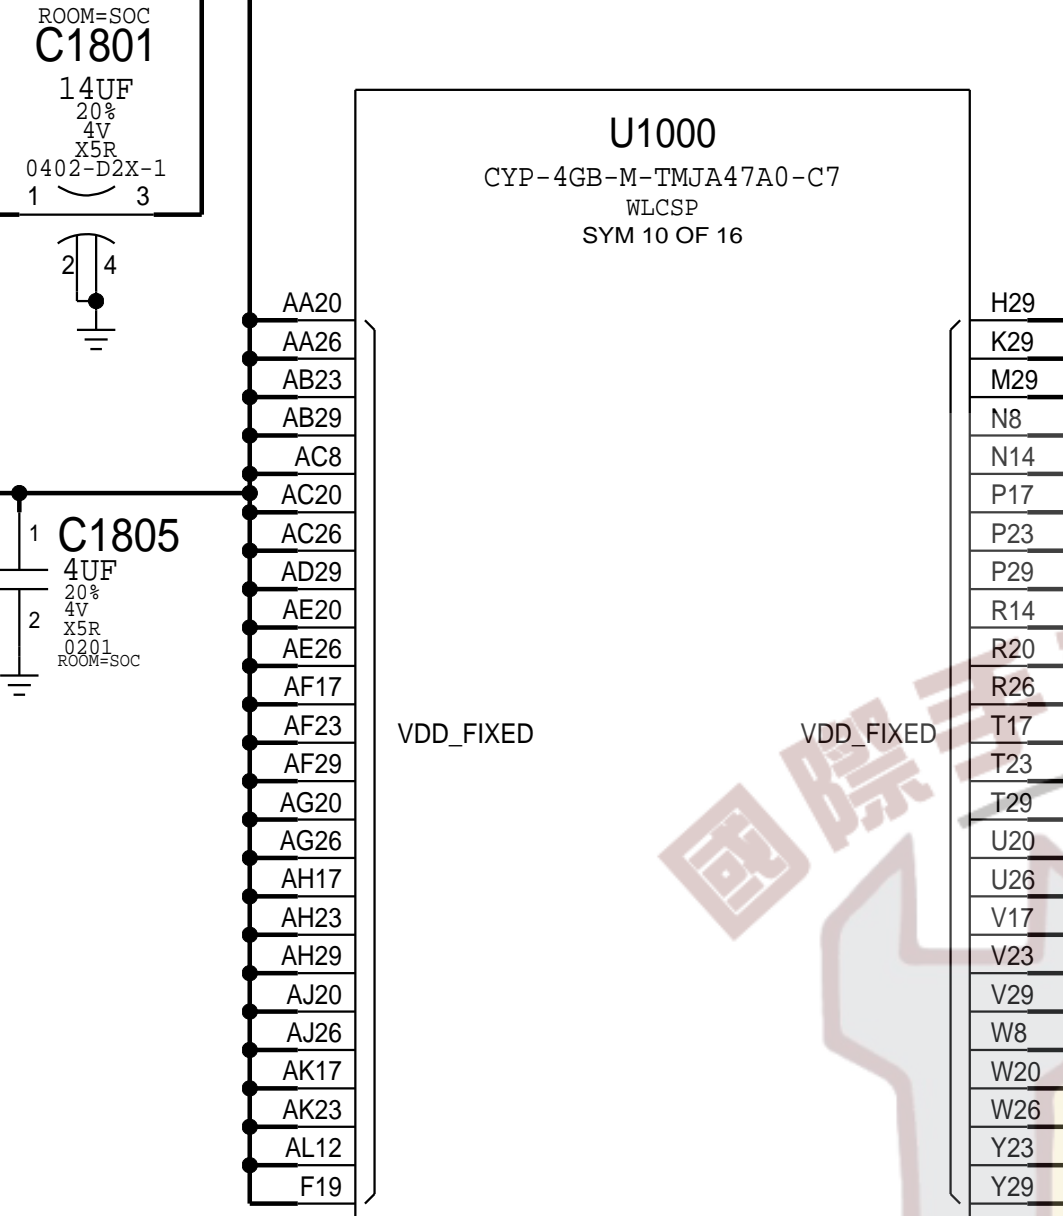 ROOM=SOC
C1801
14UF
20%
4V
X5R
0402-D2X-1
1 3
2 4
U1000
CYP-4GB-M-TMJA47A0-C7
WLCSP
SYM 10 OF 16
AA20 H29
AA26 K29
AB23 M29
AB29 N8
AC8 N14
AC20 P17
1 C1805
AC26 P23
4UF
AD29 P29
20%
4V
AE20 R14
2 X5R
0201
AE26 R20
ROOM=SOC
AF17 R26
AF23 VDD_FIXED VDD_FIXED T17
AF29 T23
AG20 T29
AG26 U20
AH17 U26
AH23 V17
AH29 V23
AJ20 V29
AJ26 W8
AK17 W20
AK23 W26
AL12 Y23
F19 Y29
國際手